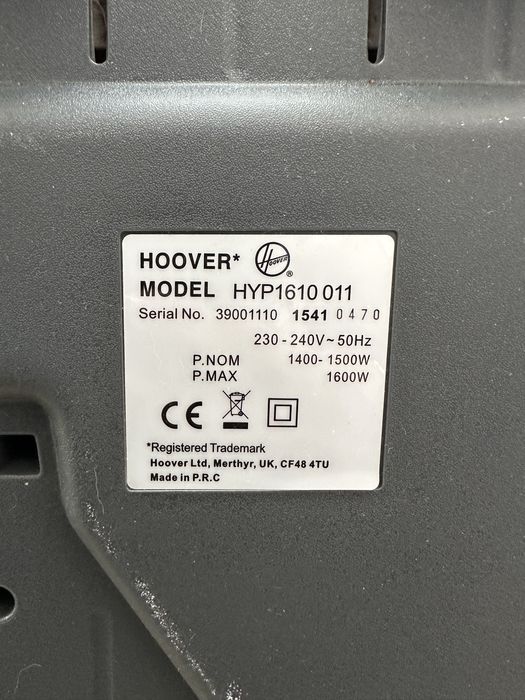 HOOVER* HOOVER ®
MODEL HYP1610 011
Serial No. 39001110 1541 0470
230 - 240V ~ 50Hz
P.NOM 1400- 1500W
P.MAX 1600W
CE
*Registered Trademark
Hoover Ltd, Merthyr, UK, CF48 4TU
Made in P.R.C